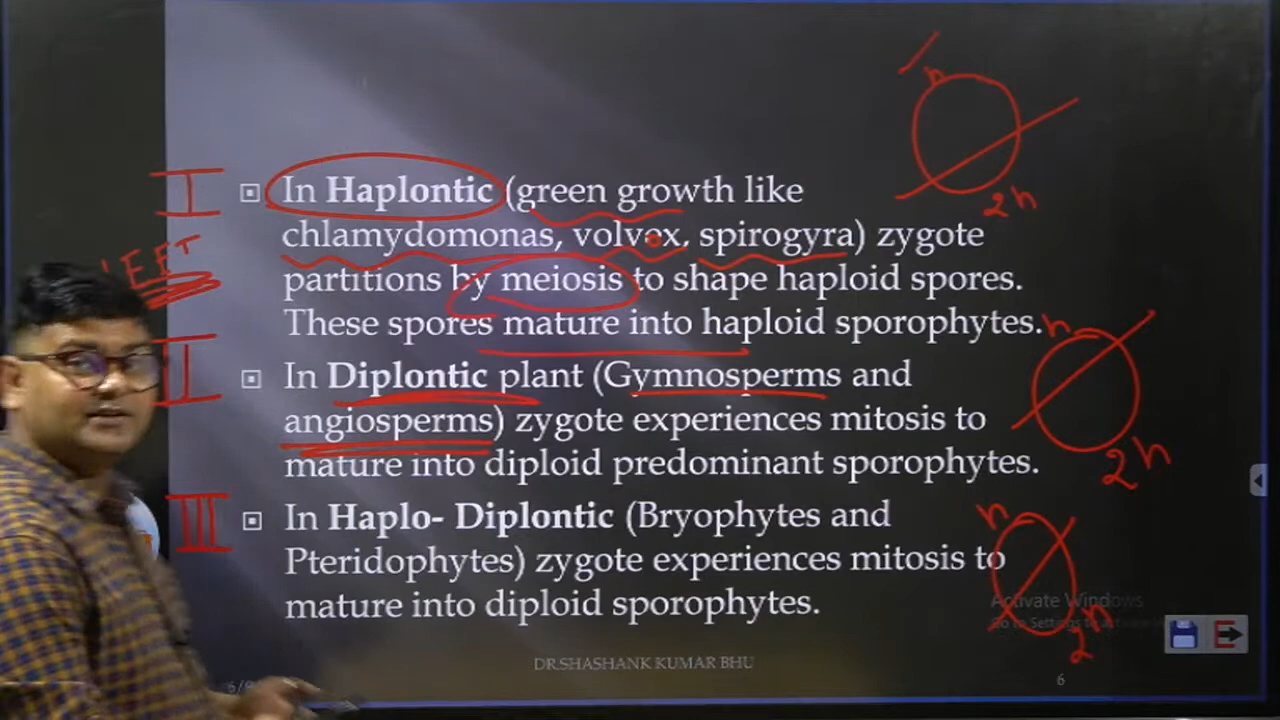 n
2n
I
In Haplontic (green growth like
chlamydomonas, volvox, spirogyra) zygote
partitions by meiosis to shape haploid spores.
These spores mature into haploid sporophytes.
n
II
In Diplontic plant (Gymnosperms and
angiosperms) zygote experiences mitosis to
mature into diploid predominant sporophytes.
2n
III
In Haplo- Diplontic (Bryophytes and
Pteridophytes) zygote experiences mitosis to
mature into diploid sporophytes.
n
2n
Activate Windows
DR.SHASHANK KUMAR BHU
6